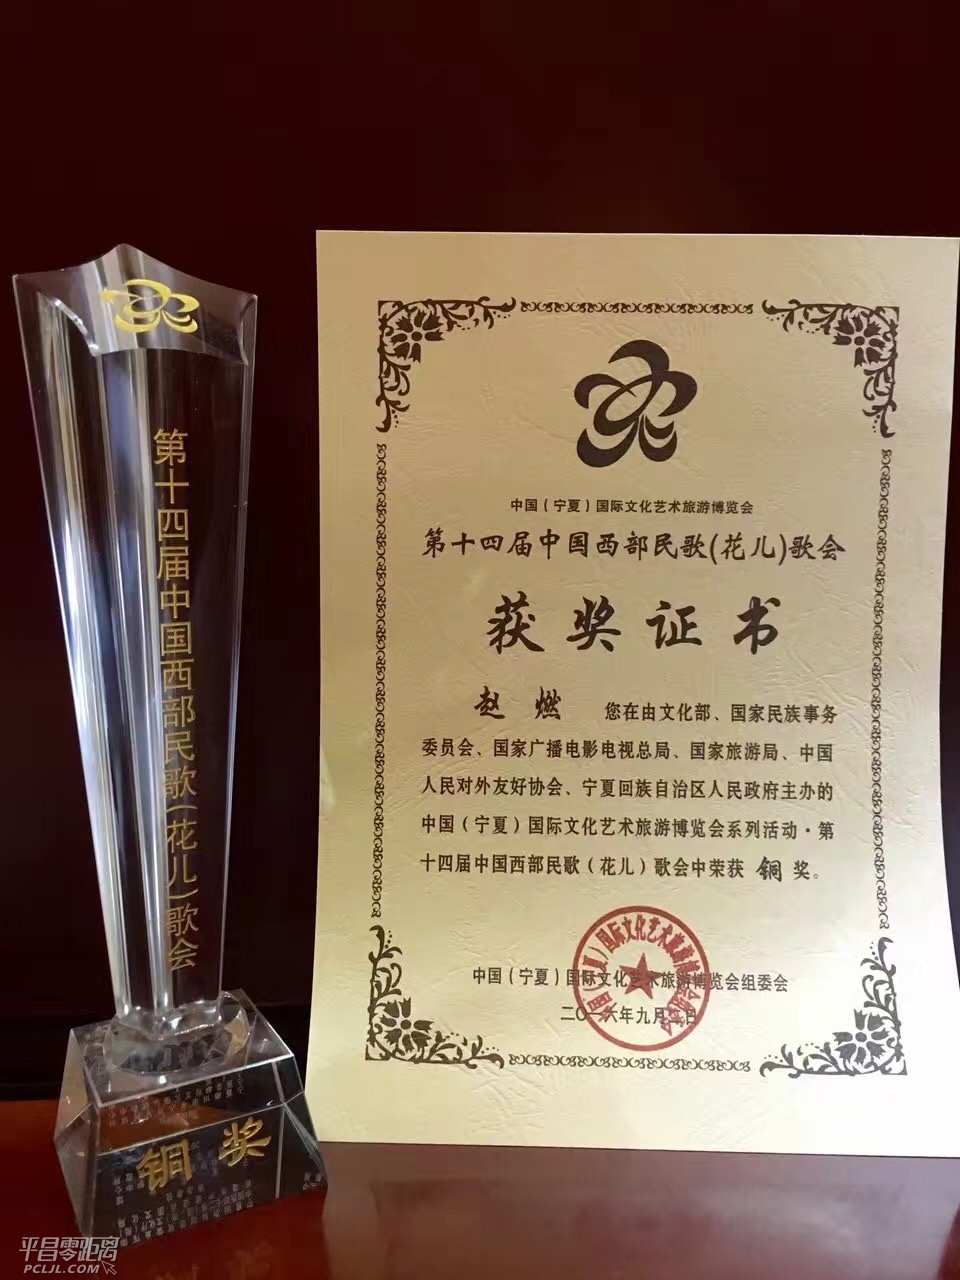 第十四届中国西部民歌(花儿)歌会
铜奖
中国(宁夏)国际文化艺术旅游博览会
第十四届中国西部民歌(花儿)歌会
获奖证书
赵燃 您在由文化部、国家民族事务
委员会、国家广播电影电视总局、国家旅游局、中国
人民对外友好协会、宁夏回族自治区人民政府主办的
中国(宁夏)国际文化艺术旅游博览会系列活动·第
十四届中国西部民歌(花儿)歌会中荣获 铜奖。
中国(宁夏)国际文化艺术旅游博览会组委会
二〇一六年九月 日
平昌零距离
PCLJL.COM